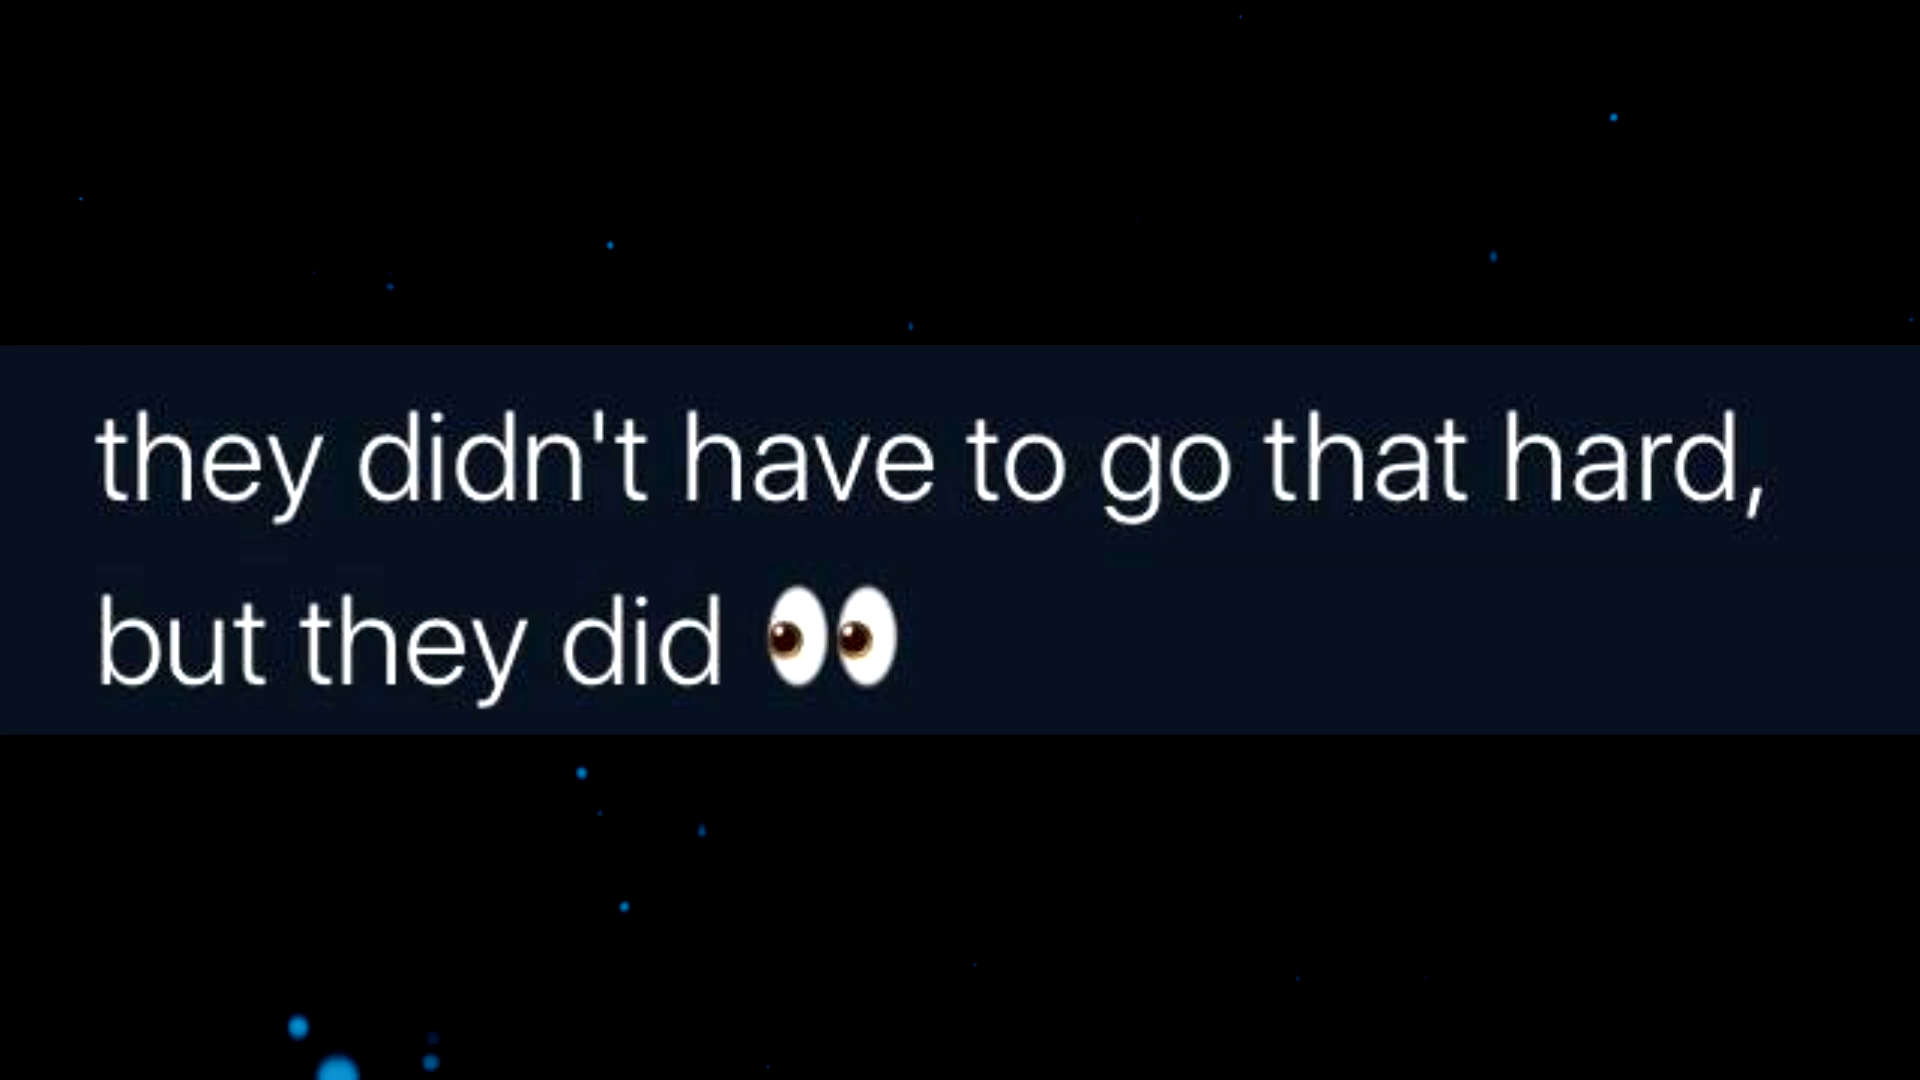 they didn't have to go that hard,
but they did 👀